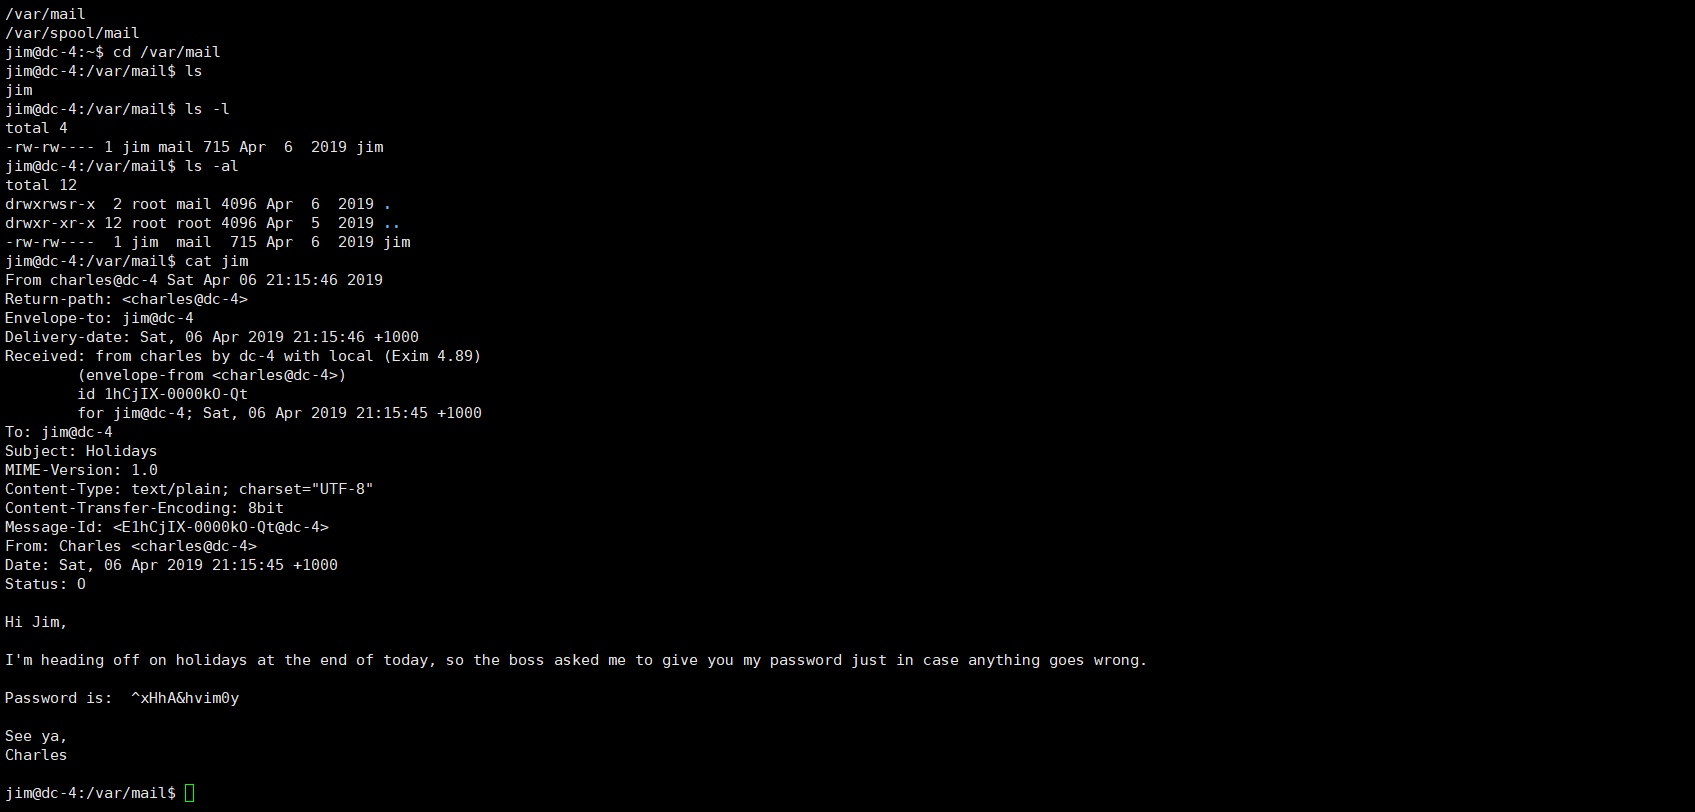 /var/mail
/var/spool/mail
jim@dc-4:~$ cd /var/mail
jim@dc-4:/var/mail$ ls
jim
jim@dc-4:/var/mail$ ls -l
total 4
-rw-rw---- 1 jim mail 715 Apr  6  2019 jim
jim@dc-4:/var/mail$ ls -al
total 12
drwxrwsr-x  2 root mail 4096 Apr  6  2019 .
drwxr-xr-x 12 root root 4096 Apr  5  2019 ..
-rw-rw----  1 jim  mail  715 Apr  6  2019 jim
jim@dc-4:/var/mail$ cat jim
From charles@dc-4 Sat Apr 06 21:15:46 2019
Return-path: <charles@dc-4>
Envelope-to: jim@dc-4
Delivery-date: Sat, 06 Apr 2019 21:15:46 +1000
Received: from charles by dc-4 with local (Exim 4.89)
        (envelope-from <charles@dc-4>)
        id 1hCjIX-0000kO-Qt
        for jim@dc-4; Sat, 06 Apr 2019 21:15:45 +1000
To: jim@dc-4
Subject: Holidays
MIME-Version: 1.0
Content-Type: text/plain; charset="UTF-8"
Content-Transfer-Encoding: 8bit
Message-Id: <E1hCjIX-0000kO-Qt@dc-4>
From: Charles <charles@dc-4>
Date: Sat, 06 Apr 2019 21:15:45 +1000
Status: O

Hi Jim,

I'm heading off on holidays at the end of today, so the boss asked me to give you my password just in case anything goes wrong.

Password is:  ^xHhA&hvim0y

See ya,
Charles

jim@dc-4:/var/mail$